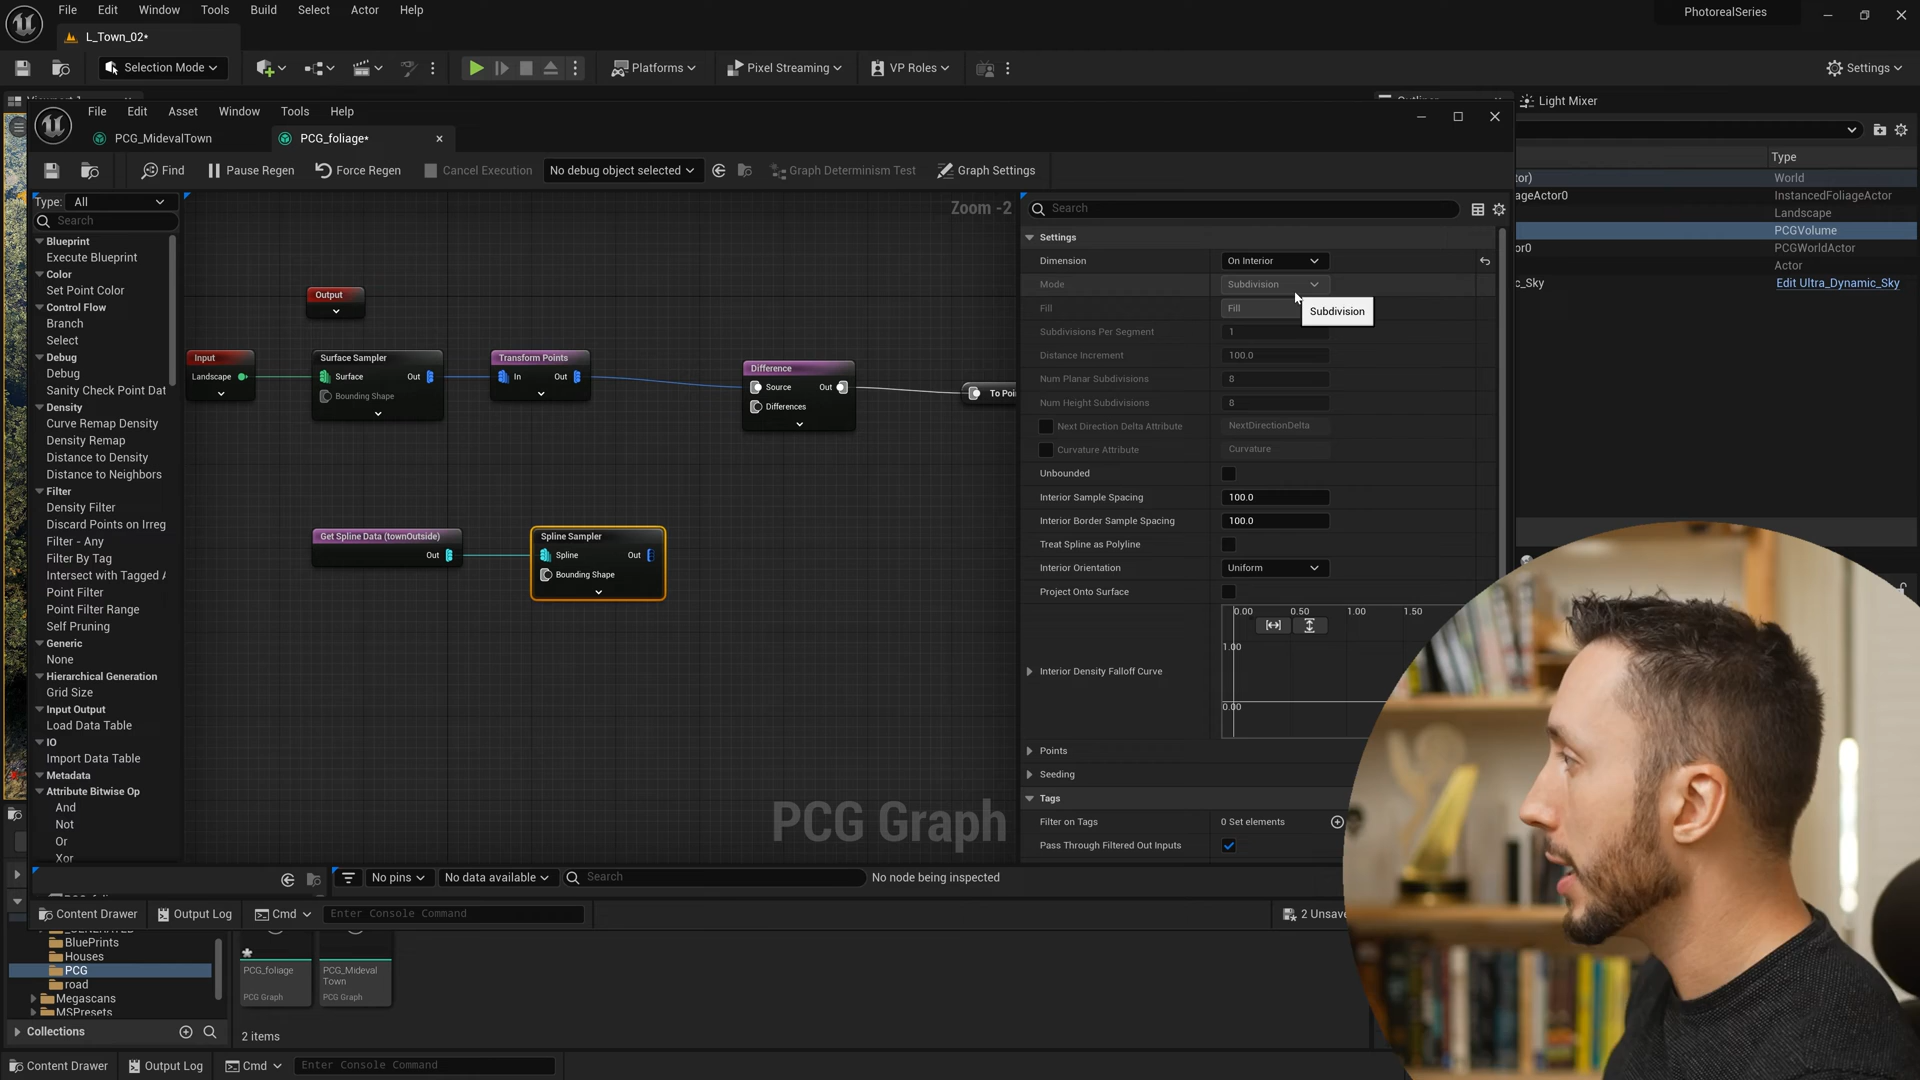 File Edit Window Tools Build Select Actor Help
PhotorealSeries
L_Town_02*
Selection Mode
Platforms
Pixel Streaming
VP Roles
Settings
Light Mixer
File Edit Asset Window Tools Help
PCG_MidevalTown
PCG_foliage*
Find
Pause Regen
Force Regen
Cancel Execution
No debug object selected
Graph Determinism Test
Graph Settings
Type: All
Search
Blueprint
Execute Blueprint
Color
Set Point Color
Control Flow
Branch
Select
Debug
Debug
Sanity Check Point Dat
Density
Curve Remap Density
Density Remap
Distance to Density
Distance to Neighbors
Filter
Density Filter
Discard Points on Irreg
Filter - Any
Filter By Tag
Intersect with Tagged A
Point Filter
Point Filter Range
Self Pruning
Generic
None
Hierarchical Generation
Grid Size
Input Output
Load Data Table
IO
Import Data Table
Metadata
Attribute Bitwise Op
And
Not
Or
Xor
Zoom -2
Output
Input
Landscape
Surface Sampler
Surface Out
Bounding Shape
Transform Points
In Out
Difference
Source Out
Differences
To Poi
Get Spline Data (townOutside)
Out
Spline Sampler
Spline Out
Bounding Shape
PCG Graph
Search
Settings
Dimension On Interior
Mode Subdivision
Subdivision
Fill Fill
Subdivisions Per Segment 1
Distance Increment 100.0
Num Planar Subdivisions 8
Num Height Subdivisions 8
Next Direction Delta Attribute NextDirectionDelta
Curvature Attribute Curvature
Unbounded
Interior Sample Spacing 100.0
Interior Border Sample Spacing 100.0
Treat Spline as Polyline
Interior Orientation Uniform
Project Onto Surface
0.00 0.50 1.00 1.50
1.00
Interior Density Falloff Curve
0.00
Points
Seeding
Tags
Filter on Tags 0 Set elements
Pass Through Filtered Out Inputs
Type
tor) World
ageActor0 InstancedFoliageActor
Landscape
PCGVolume
or0 PCGWorldActor
Actor
c_Sky Edit Ultra_Dynamic_Sky
No pins
No data available
Search
No node being inspected
Content Drawer
Output Log
Cmd
Enter Console Command
2 Unsave
BluePrints
Houses
PCG
road
Megascans
MSPresets
PCG_foliage
PCG Graph
PCG_Mideval
Town
PCG Graph
Collections
2 items
Content Drawer
Output Log
Cmd
Enter Console Command